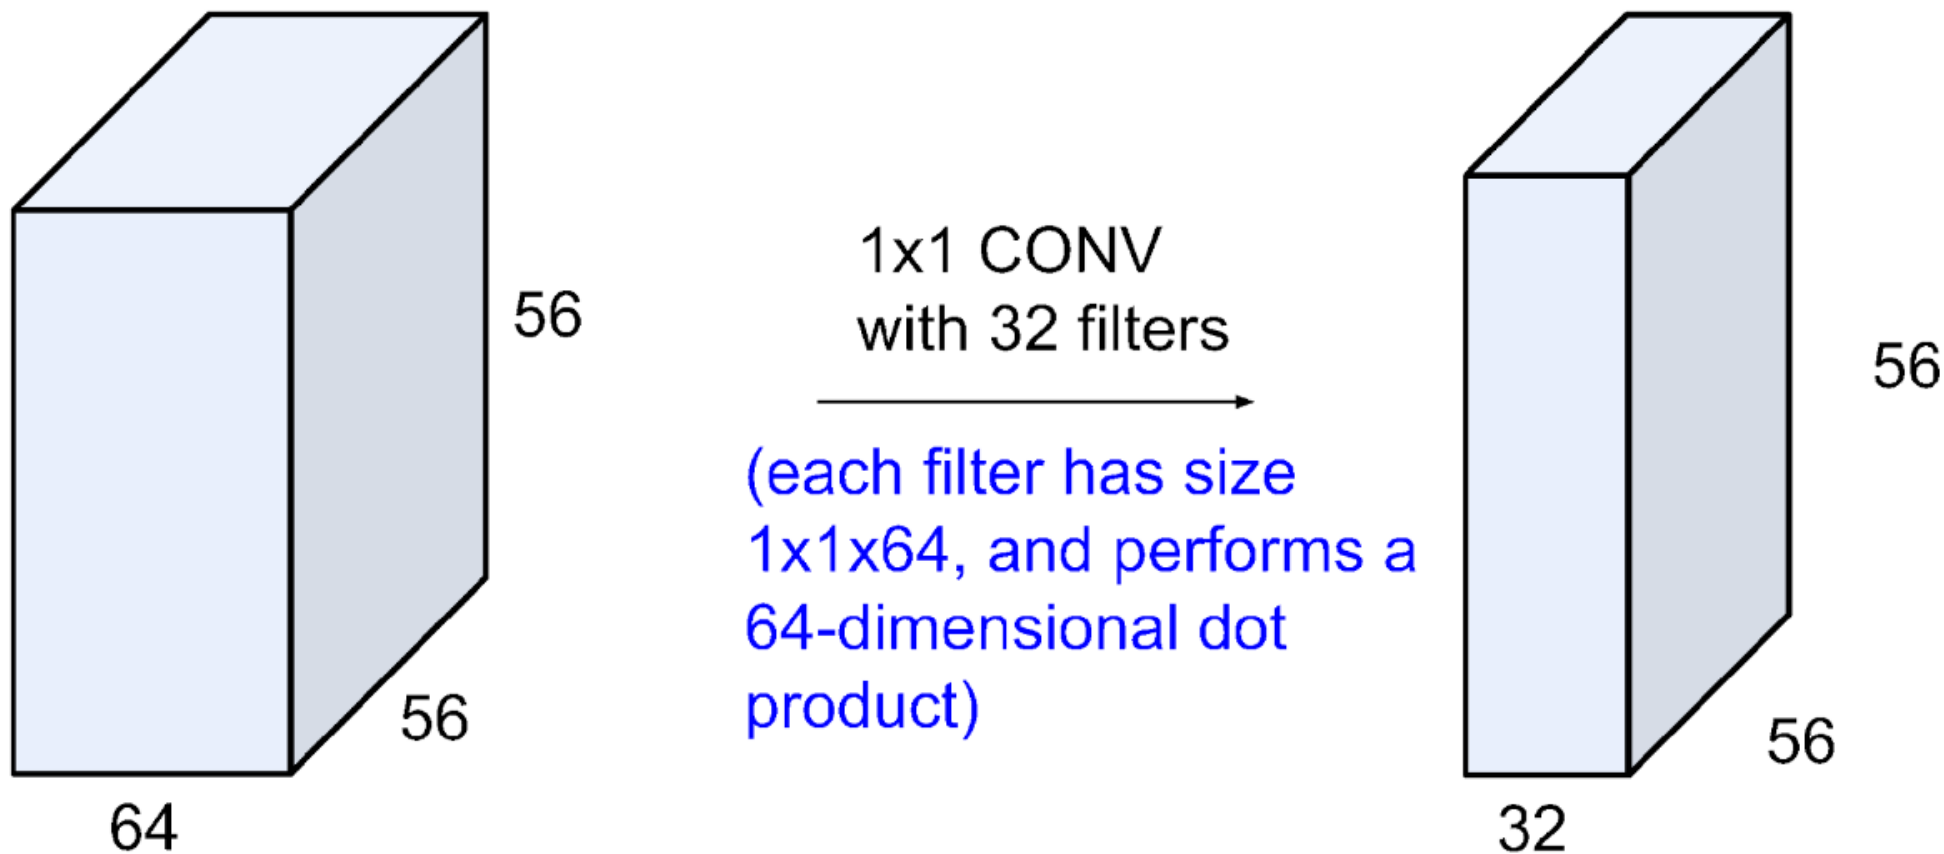 56
56
64
1x1 CONV
with 32 filters
(each filter has size
1x1x64, and performs a
64-dimensional dot
product)
56
56
32